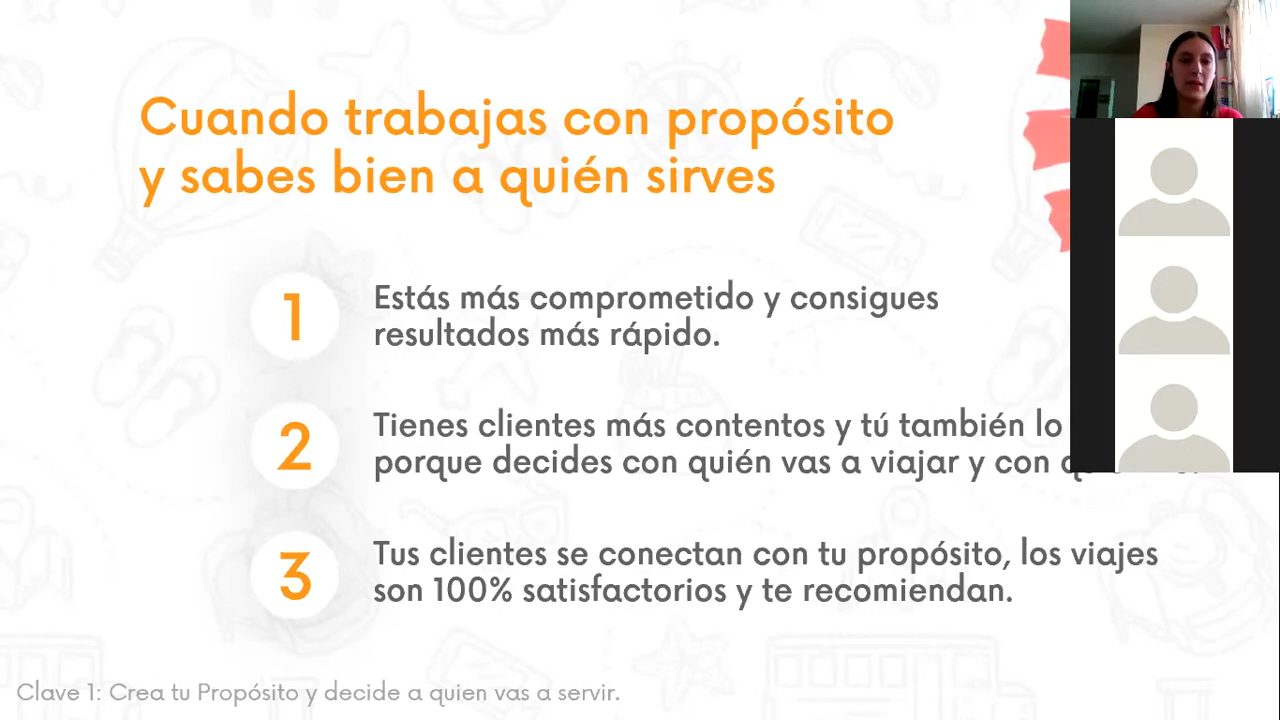 Cuando trabajas con propósito
y sabes bien a quién sirves
1
Estás más comprometido y consigues
resultados más rápido.
2
Tienes clientes más contentos y tú también lo
porque decides con quién vas a viajar y con
3
Tus clientes se conectan con tu propósito, los viajes
son 100% satisfactorios y te recomiendan.
Clave 1: Crea tu Propósito y decide a quien vas a servir.